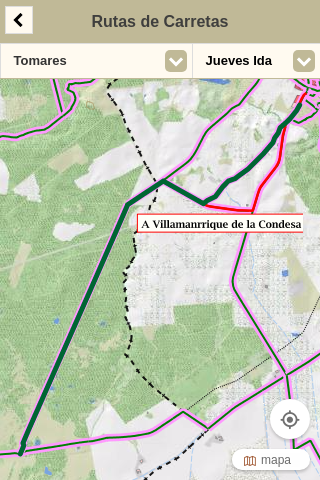 Rutas de Carretas
Tomares
Jueves Ida
A Villamanrrique de la Condesa
mapa